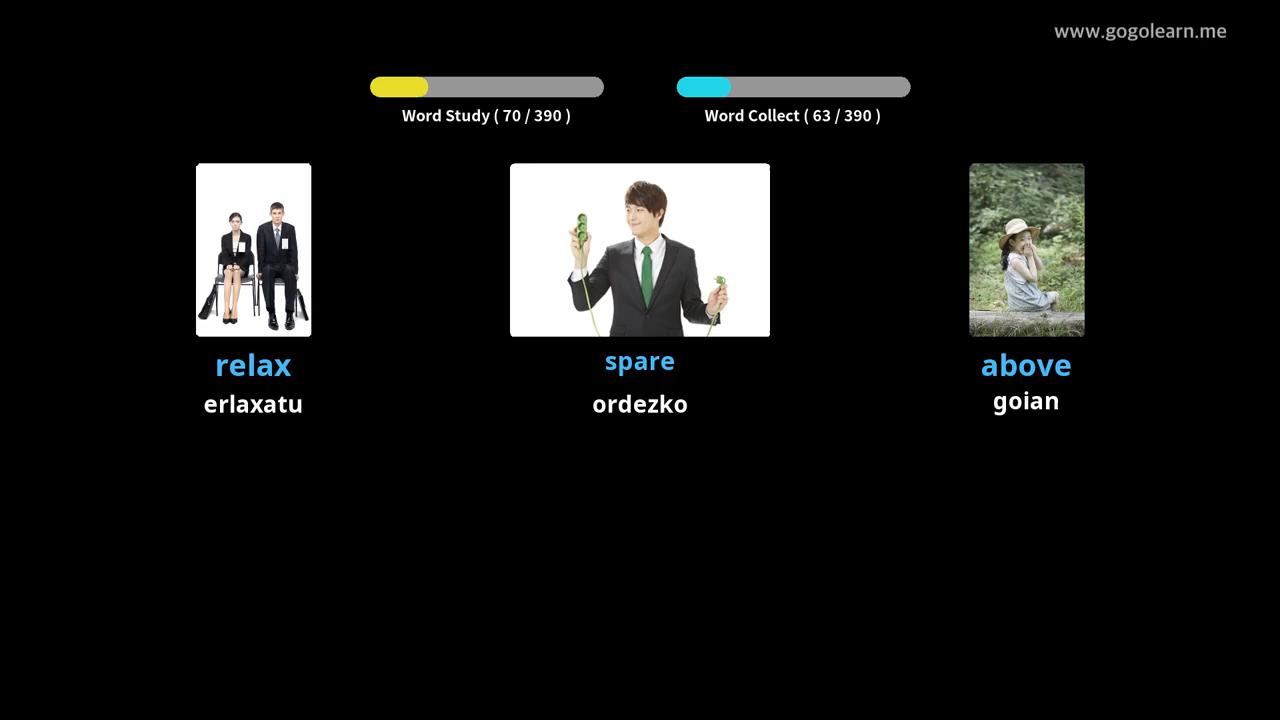 www.gogolearn.me
Word Study ( 70 / 390 )
Word Collect ( 63 / 390 )
relax
erlaxatu
spare
ordezko
above
goian